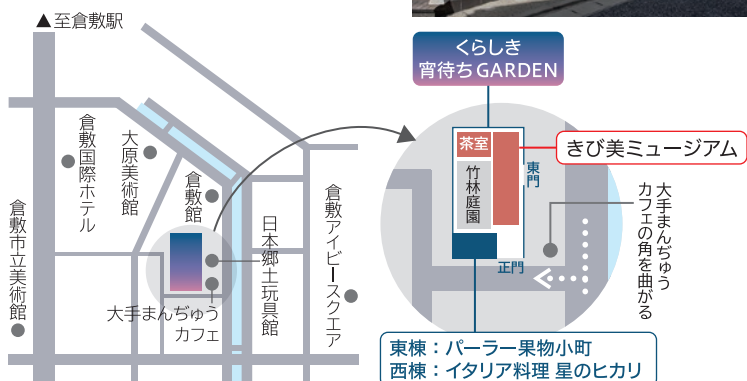 ▲至倉敷駅
倉敷国際ホテル
大原美術館
倉敷館
倉敷市立美術館
日本郷土玩具館
倉敷アイビースクエア
大手まんぢゅう
カフェ
くらしき
宵待ちGARDEN
茶室
竹林庭園
東門
正門
きび美ミュージアム
大手まんぢゅう
カフェの角を曲がる
東棟：パーラー果物小町
西棟：イタリア料理 星のヒカリ